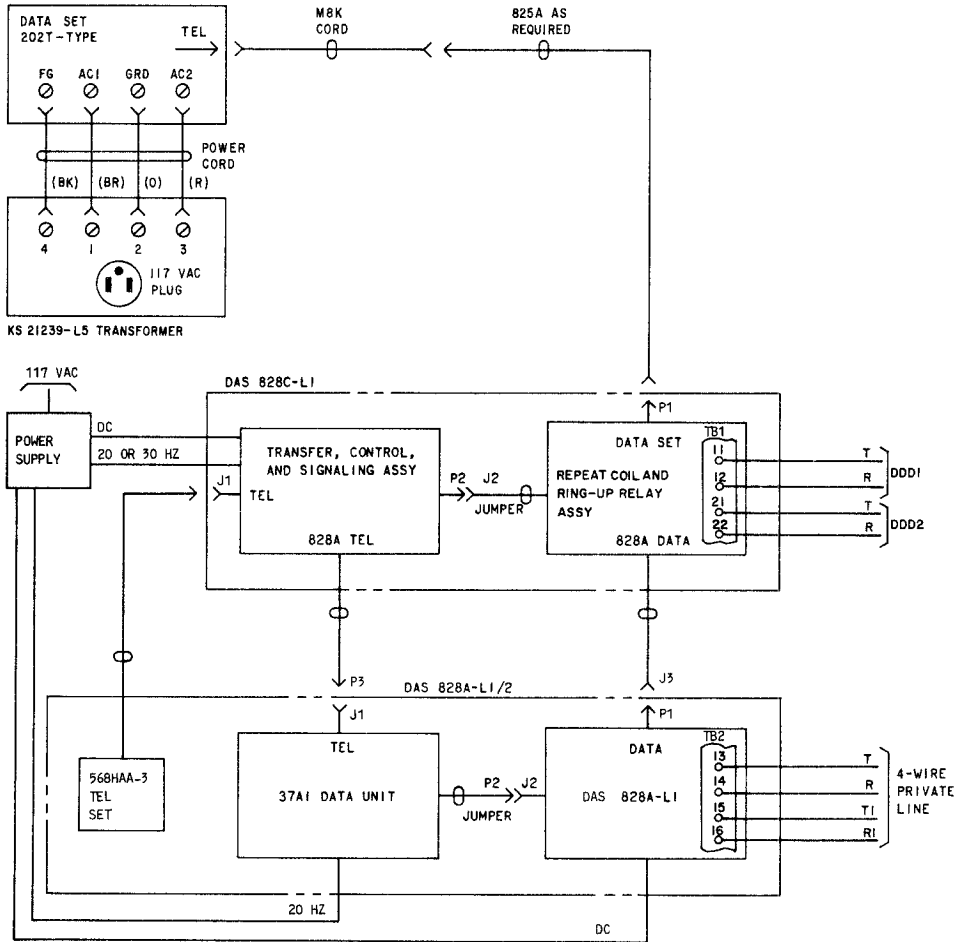 DATA SET
202T-TYPE
TEL
FG AC1 GRD AC2
M8K
CORD
825A AS
REQUIRED
POWER
CORD
(BK) (BR) (O) (R)
4 1 2 3
117 VAC
PLUG
KS 21239-L5 TRANSFORMER
117 VAC
POWER
SUPPLY
DC
20 OR 30 HZ
DAS 828C-L1
TRANSFER, CONTROL,
AND SIGNALING ASSY
J1
TEL
828A TEL
P2 J2
JUMPER
P1
DATA SET
REPEAT COIL AND
RING-UP RELAY
ASSY
828A DATA
TB1
11
12
21
22
T
R
T
R
DDD1
DDD2
P3
J3
DAS 828A-L1/2
J1
P1
568HAA-3
TEL
SET
TEL
37A1 DATA UNIT
P2 J2
JUMPER
DATA
DAS 828A-L1
TB2
13
14
15
16
T
R
T1
R1
4-WIRE
PRIVATE
LINE
20 HZ
DC